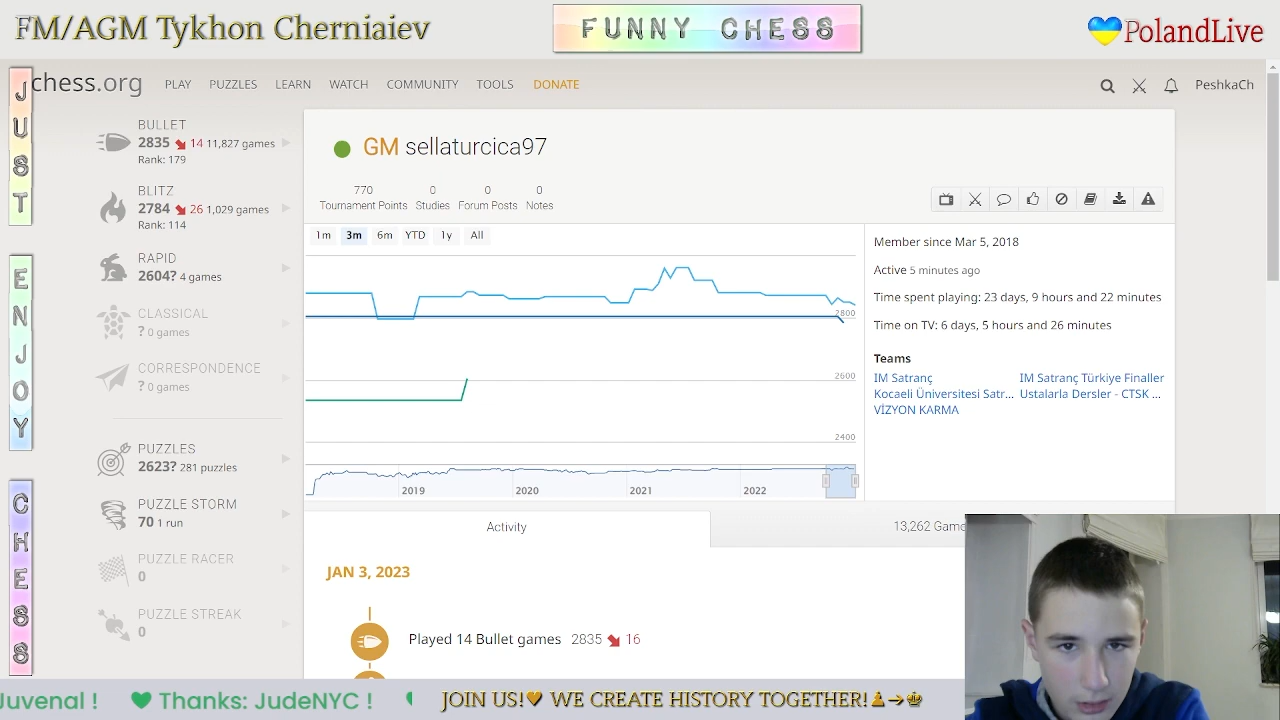 FM/AGM Tykhon Cherniaiev
FUNNY CHESS
PolandLive
JUST
ENJOY
CHESS
chess.org
PLAY PUZZLES LEARN WATCH COMMUNITY TOOLS DONATE
PeshkaCh
BULLET
2835 14 11,827 games
Rank: 179
BLITZ
2784 26 1,029 games
Rank: 114
RAPID
2604? 4 games
CLASSICAL
? 0 games
CORRESPONDENCE
? 0 games
PUZZLES
2623? 281 puzzles
PUZZLE STORM
70 1 run
PUZZLE RACER
0
PUZZLE STREAK
0
GM sellaturcica97
770 0 0 0
Tournament Points Studies Forum Posts Notes
1m 3m 6m YTD 1y All
2800
2600
2400
2019 2020 2021 2022
Member since Mar 5, 2018
Active 5 minutes ago
Time spent playing: 23 days, 9 hours and 22 minutes
Time on TV: 6 days, 5 hours and 26 minutes
Teams
IM Satranç IM Satranç Türkiye Finaller
Kocaeli Üniversitesi Satr... Ustalarla Dersler - CTSK ...
VİZYON KARMA
Activity 13,262 Game
JAN 3, 2023
Played 14 Bullet games 2835 16
Juvenal ! 💚 Thanks: JudeNYC !
JOIN US!🧡 WE CREATE HISTORY TOGETHER!♟→♚